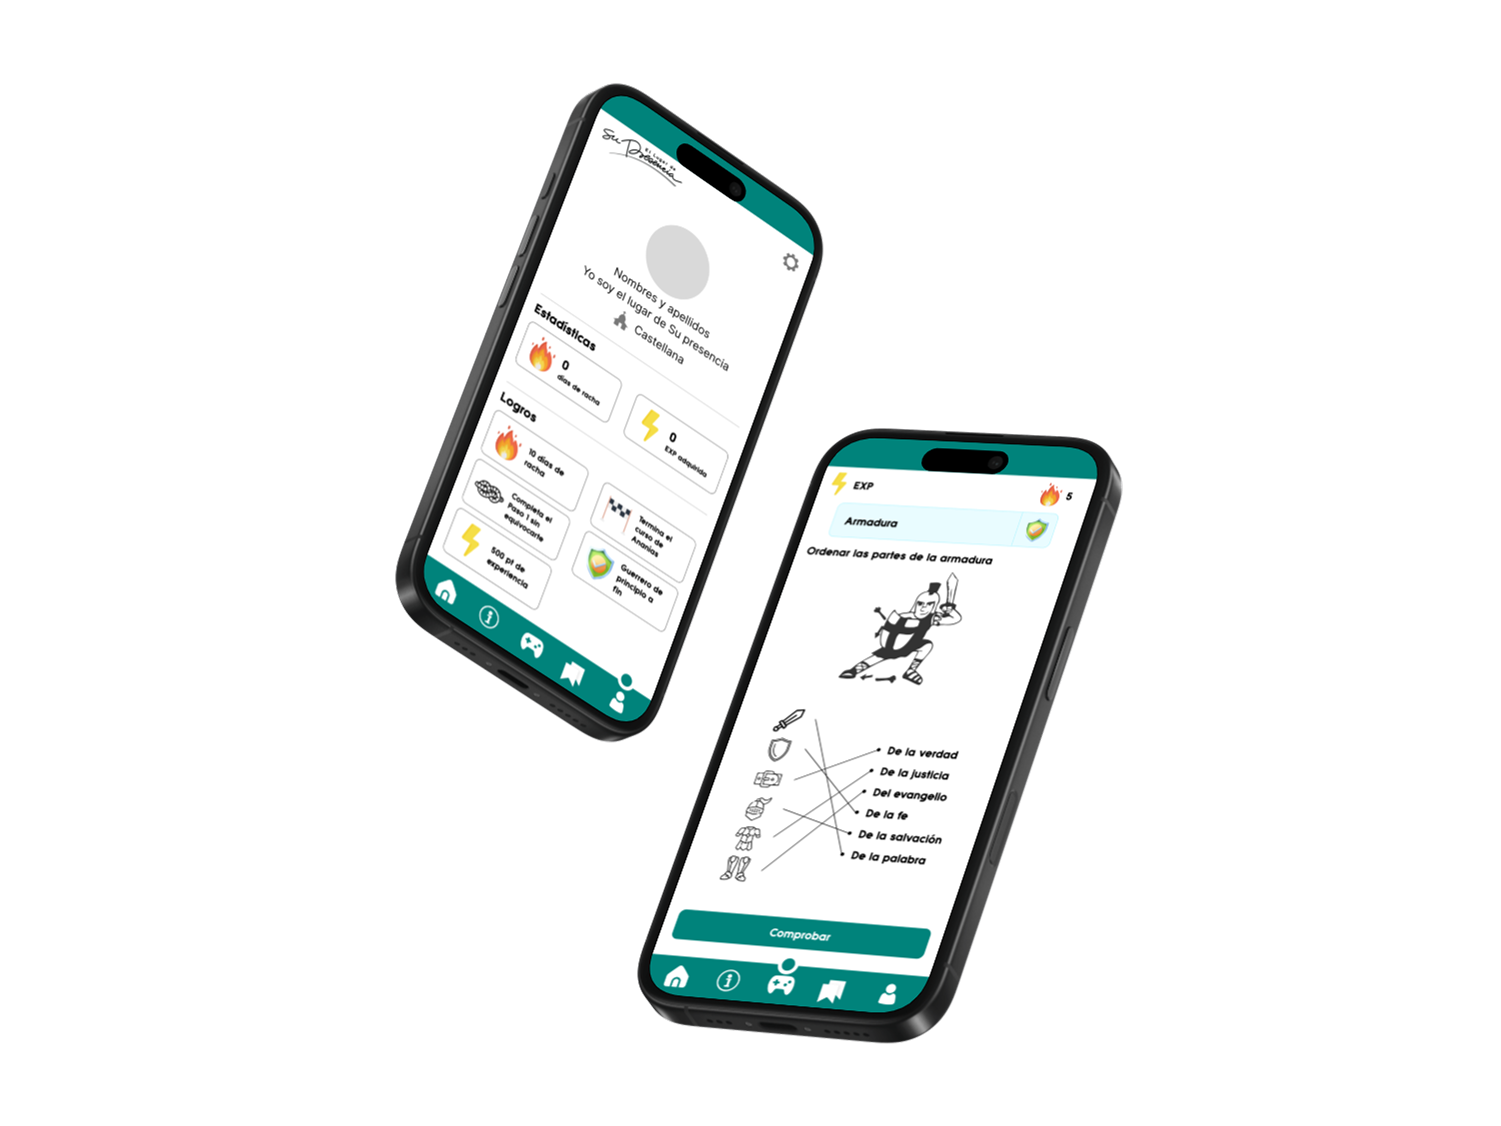 El Lugar de
Su Presencia
Nombres y apellidos
Yo soy el lugar de Su presencia
Castellana
Estadísticas
0
días de racha
0
EXP adquirido
Logros
10 días de
racha
Termina el
curso de
Ananías
Completa el
Paso 1 sin
equivocarte
Guerrero de
principio a
fin
500 pt de
experiencia
EXP
5
Armadura
Ordenar las partes de la armadura
De la verdad
De la justicia
Del evangelio
De la fe
De la salvación
De la palabra
Comprobar